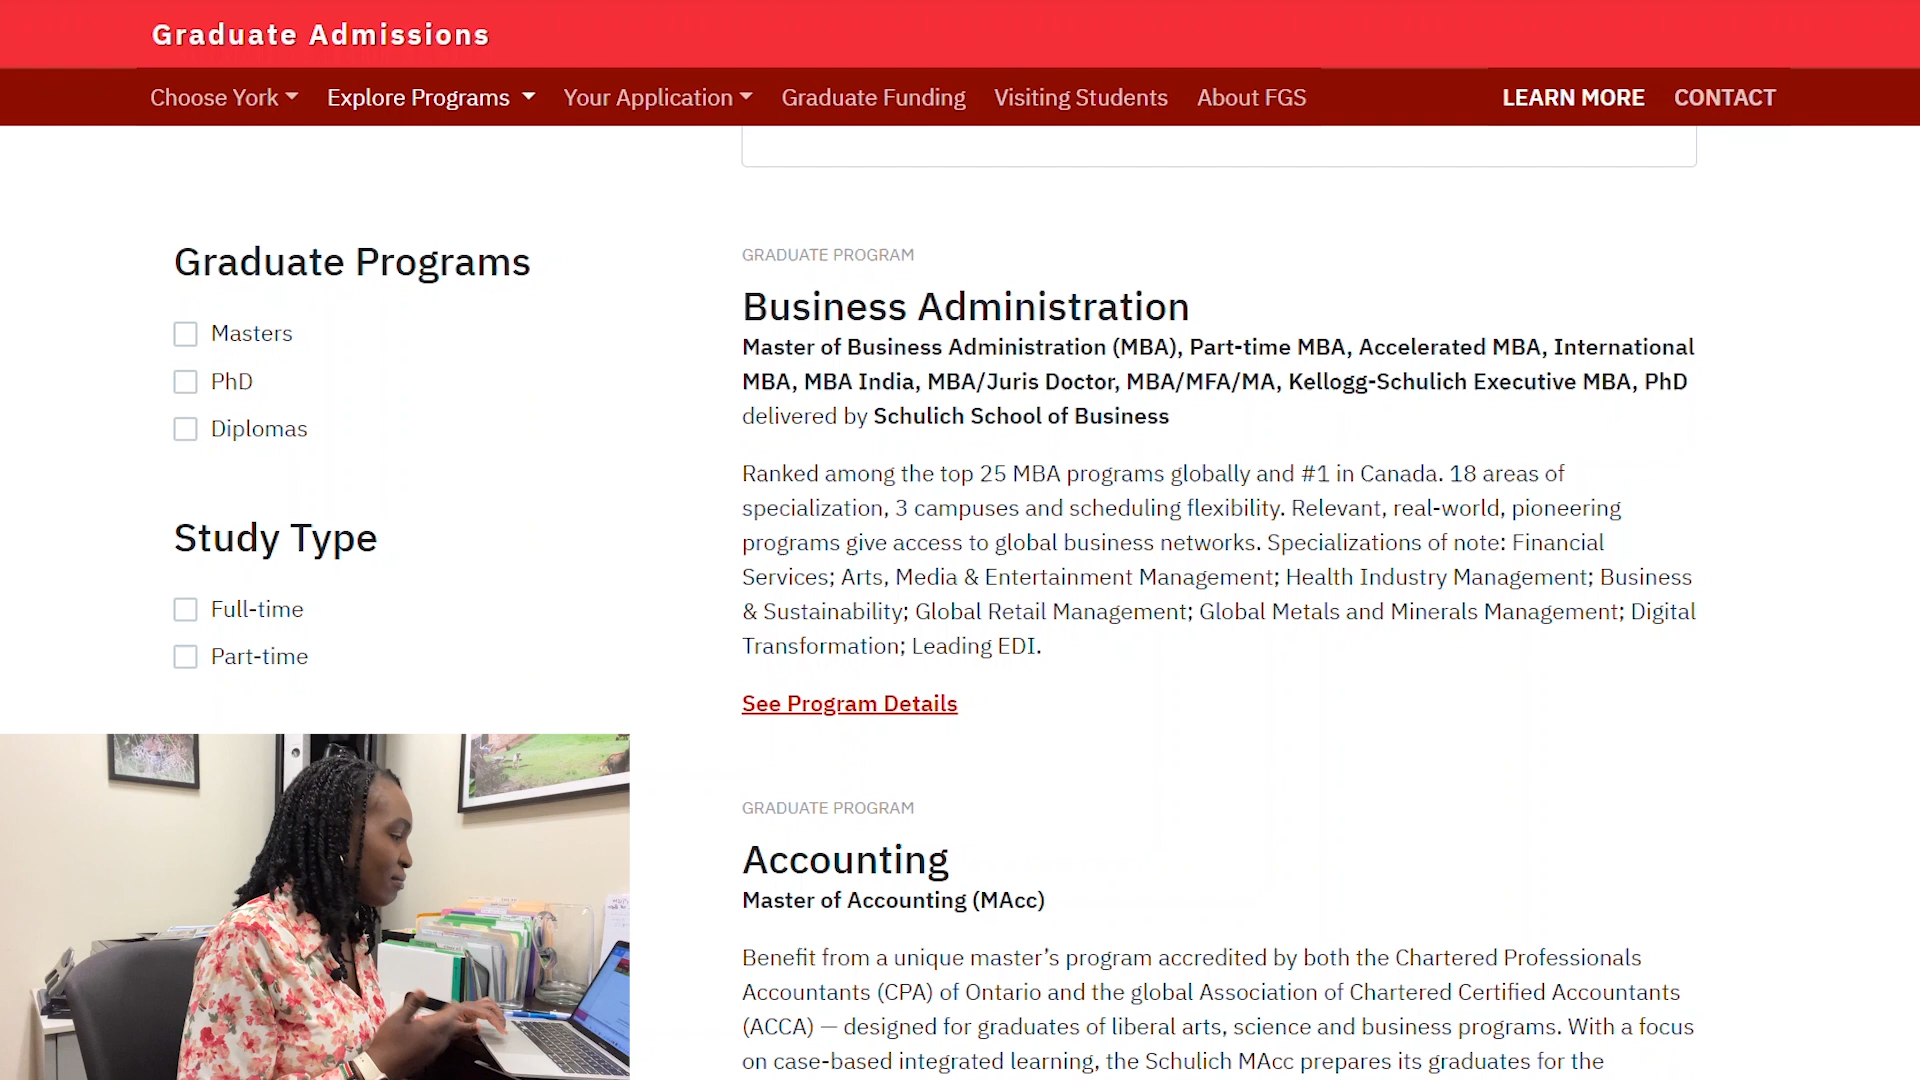 Graduate Admissions
Choose York
Explore Programs
Your Application
Graduate Funding
Visiting Students
About FGS
LEARN MORE
CONTACT
Graduate Programs
Masters
PhD
Diplomas
Study Type
Full-time
Part-time
GRADUATE PROGRAM
Business Administration
Master of Business Administration (MBA), Part-time MBA, Accelerated MBA, International
MBA, MBA India, MBA/Juris Doctor, MBA/MFA/MA, Kellogg-Schulich Executive MBA, PhD
delivered by Schulich School of Business
Ranked among the top 25 MBA programs globally and #1 in Canada. 18 areas of
specialization, 3 campuses and scheduling flexibility. Relevant, real-world, pioneering
programs give access to global business networks. Specializations of note: Financial
Services; Arts, Media & Entertainment Management; Health Industry Management; Business
& Sustainability; Global Retail Management; Global Metals and Minerals Management; Digital
Transformation; Leading EDI.
See Program Details
GRADUATE PROGRAM
Accounting
Master of Accounting (MAcc)
Benefit from a unique master’s program accredited by both the Chartered Professionals
Accountants (CPA) of Ontario and the global Association of Chartered Certified Accountants
(ACCA) — designed for graduates of liberal arts, science and business programs. With a focus
on case-based integrated learning, the Schulich MAcc prepares its graduates for the